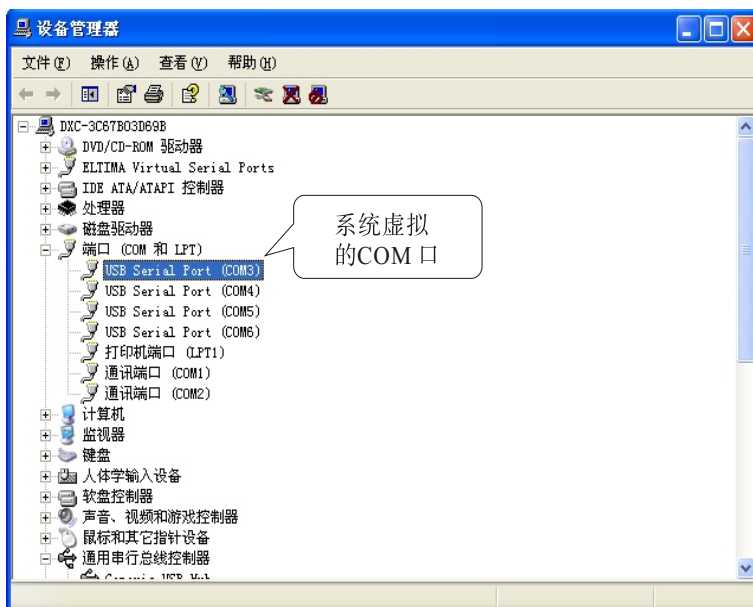 设备管理器
文件(F) 操作(A) 查看(V) 帮助(H)
DXC-3C67B03D69B
DVD/CD-ROM 驱动器
ELTIMA Virtual Serial Ports
IDE ATA/ATAPI 控制器
处理器
磁盘驱动器
端口 (COM 和 LPT)
USB Serial Port (COM3)
USB Serial Port (COM4)
USB Serial Port (COM5)
USB Serial Port (COM6)
打印机端口 (LPT1)
通讯端口 (COM1)
通讯端口 (COM2)
计算机
监视器
键盘
人体学输入设备
软盘控制器
声音、视频和游戏控制器
鼠标和其它指针设备
通用串行总线控制器
Generic USB Hub
系统虚拟
的COM 口